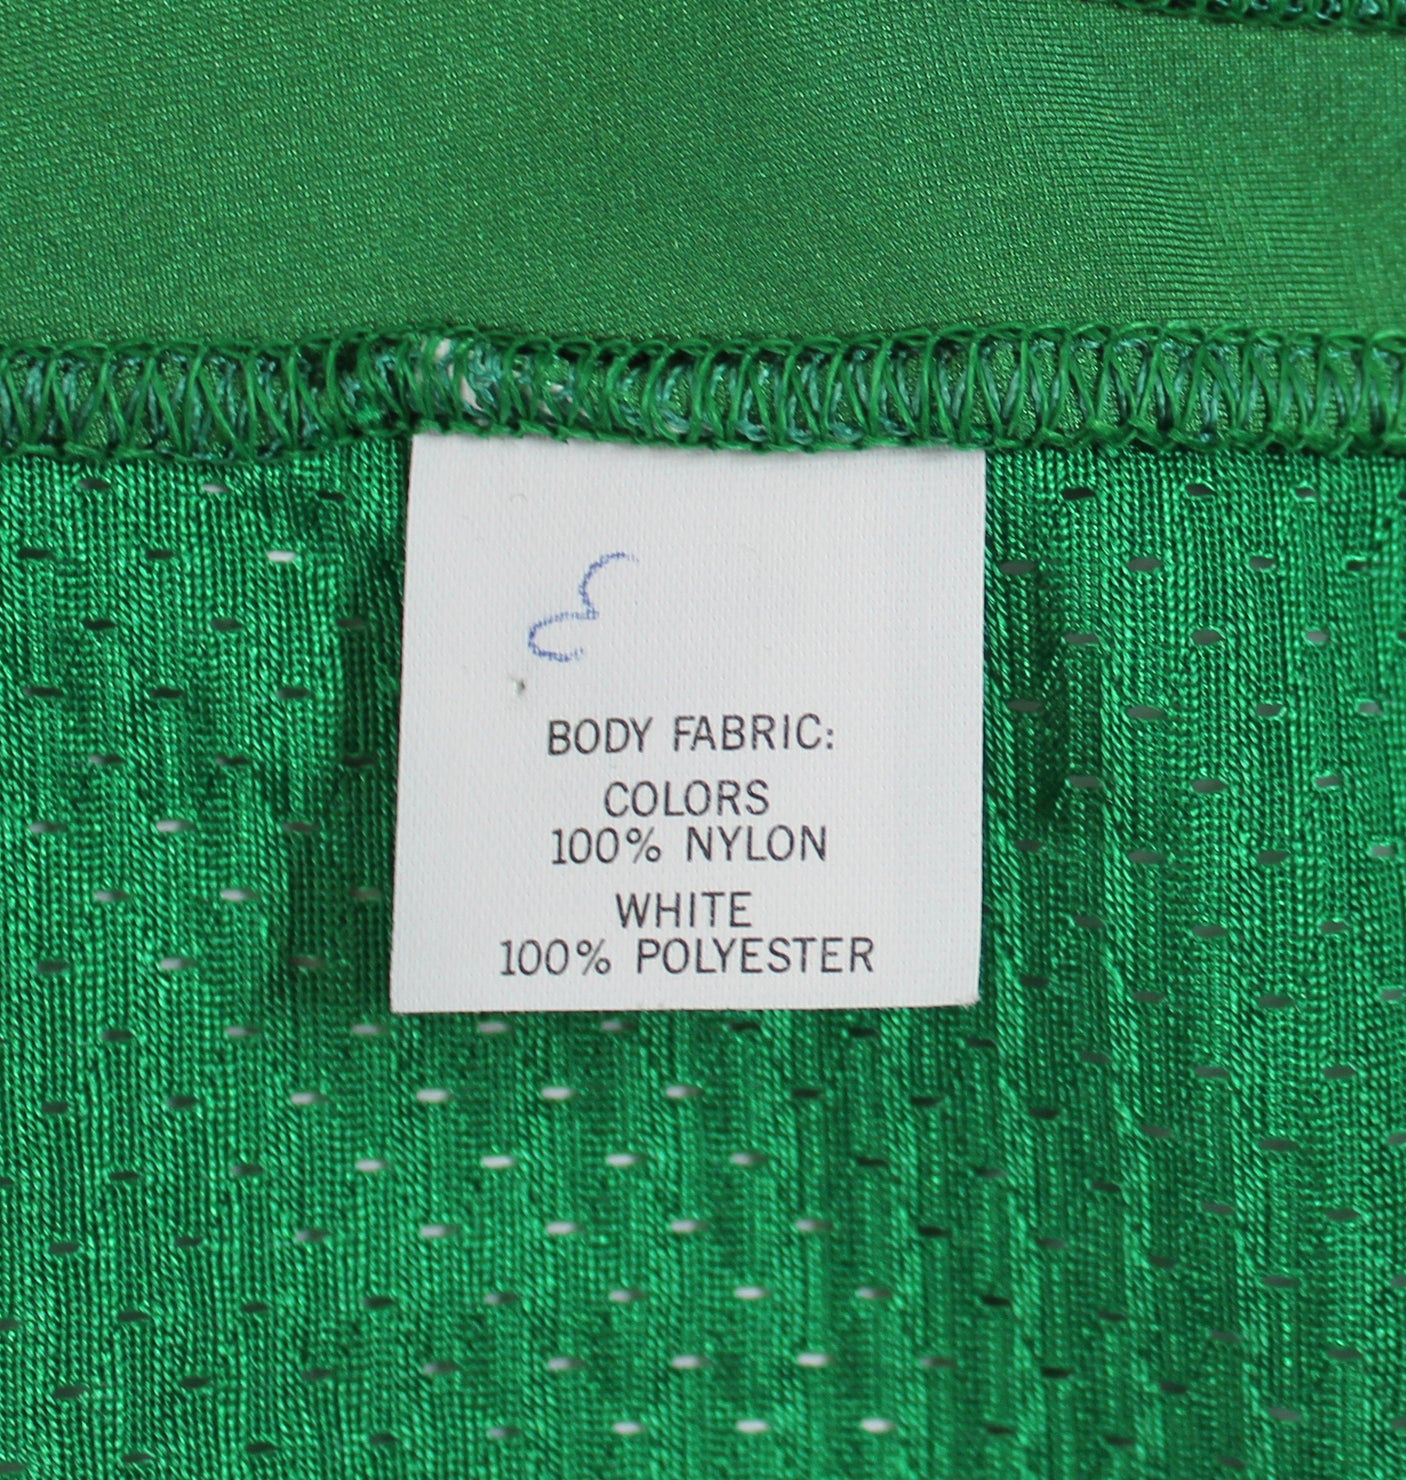 BODY FABRIC:
COLORS
100% NYLON
WHITE
100% POLYESTER